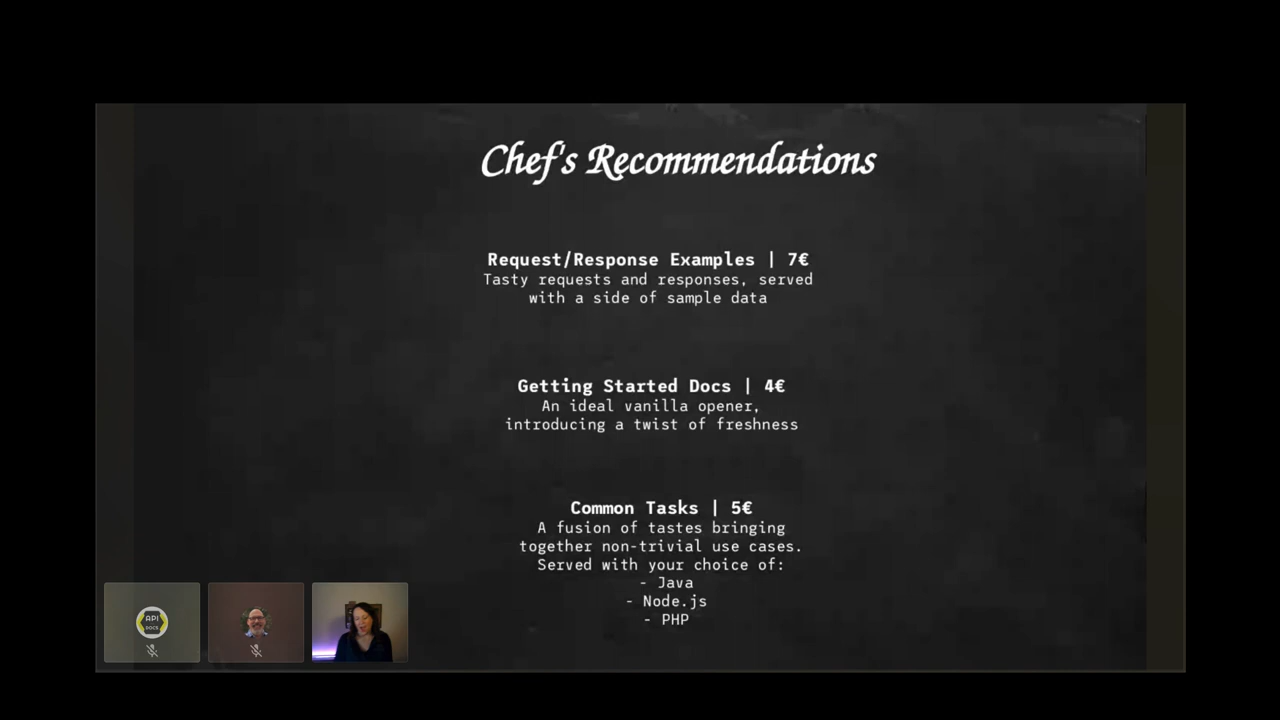 Chef's Recommendations
Request/Response Examples | 7€
Tasty requests and responses, served
with a side of sample data
Getting Started Docs | 4€
An ideal vanilla opener,
introducing a twist of freshness
Common Tasks | 5€
A fusion of tastes bringing
together non-trivial use cases.
Served with your choice of:
- Java
- Node.js
- PHP
API
DOCS